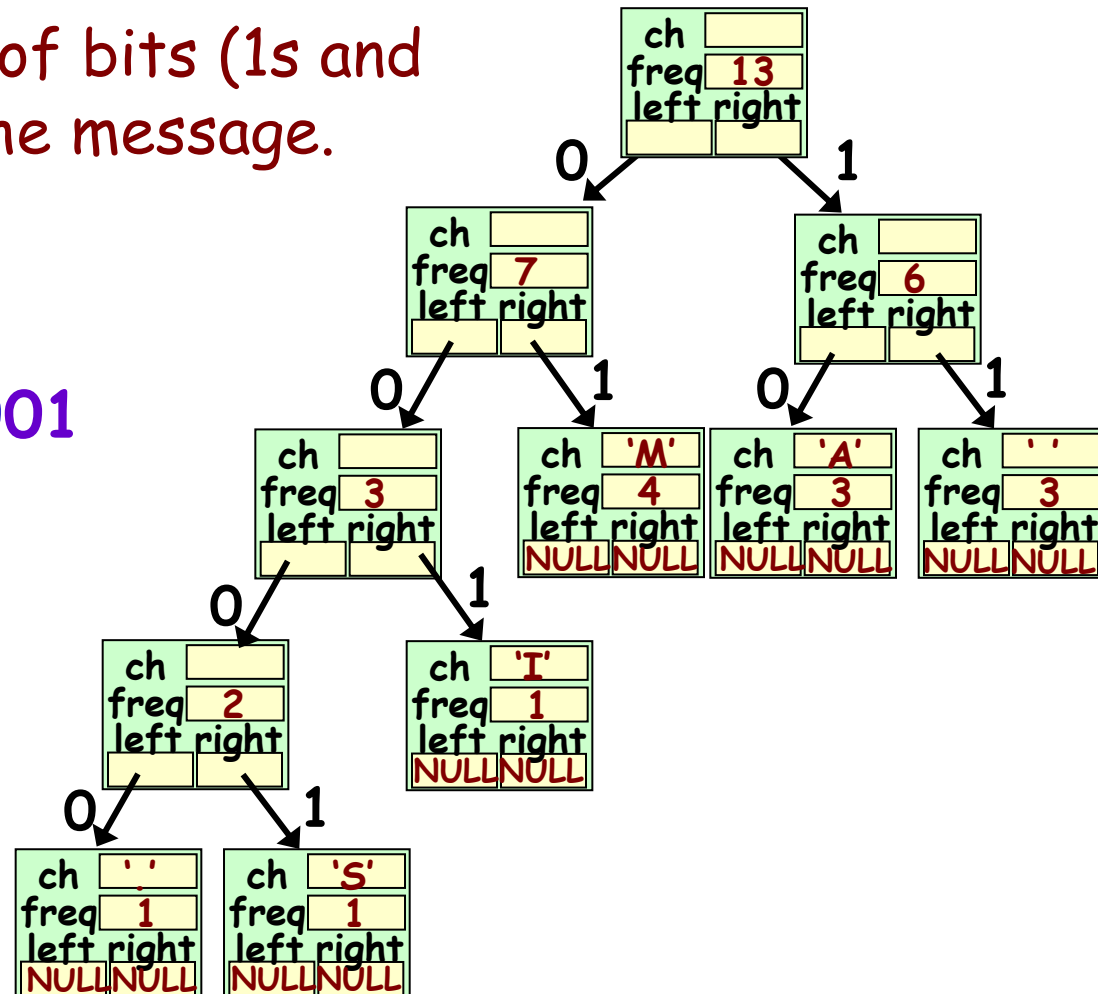 of bits (1s and
ne message.
001
ch
freq 13
left right
0 1
ch
freq 7
left right
ch
freq 6
left right
0 1 0 1
ch
freq 3
left right
ch 'M'
freq 4
left right
NULL NULL
ch 'A'
freq 3
left right
NULL NULL
ch ' '
freq 3
left right
NULL NULL
0 1
ch
freq 2
left right
ch 'I'
freq 1
left right
NULL NULL
0 1
ch '.'
freq 1
left right
NULL NULL
ch 'S'
freq 1
left right
NULL NULL